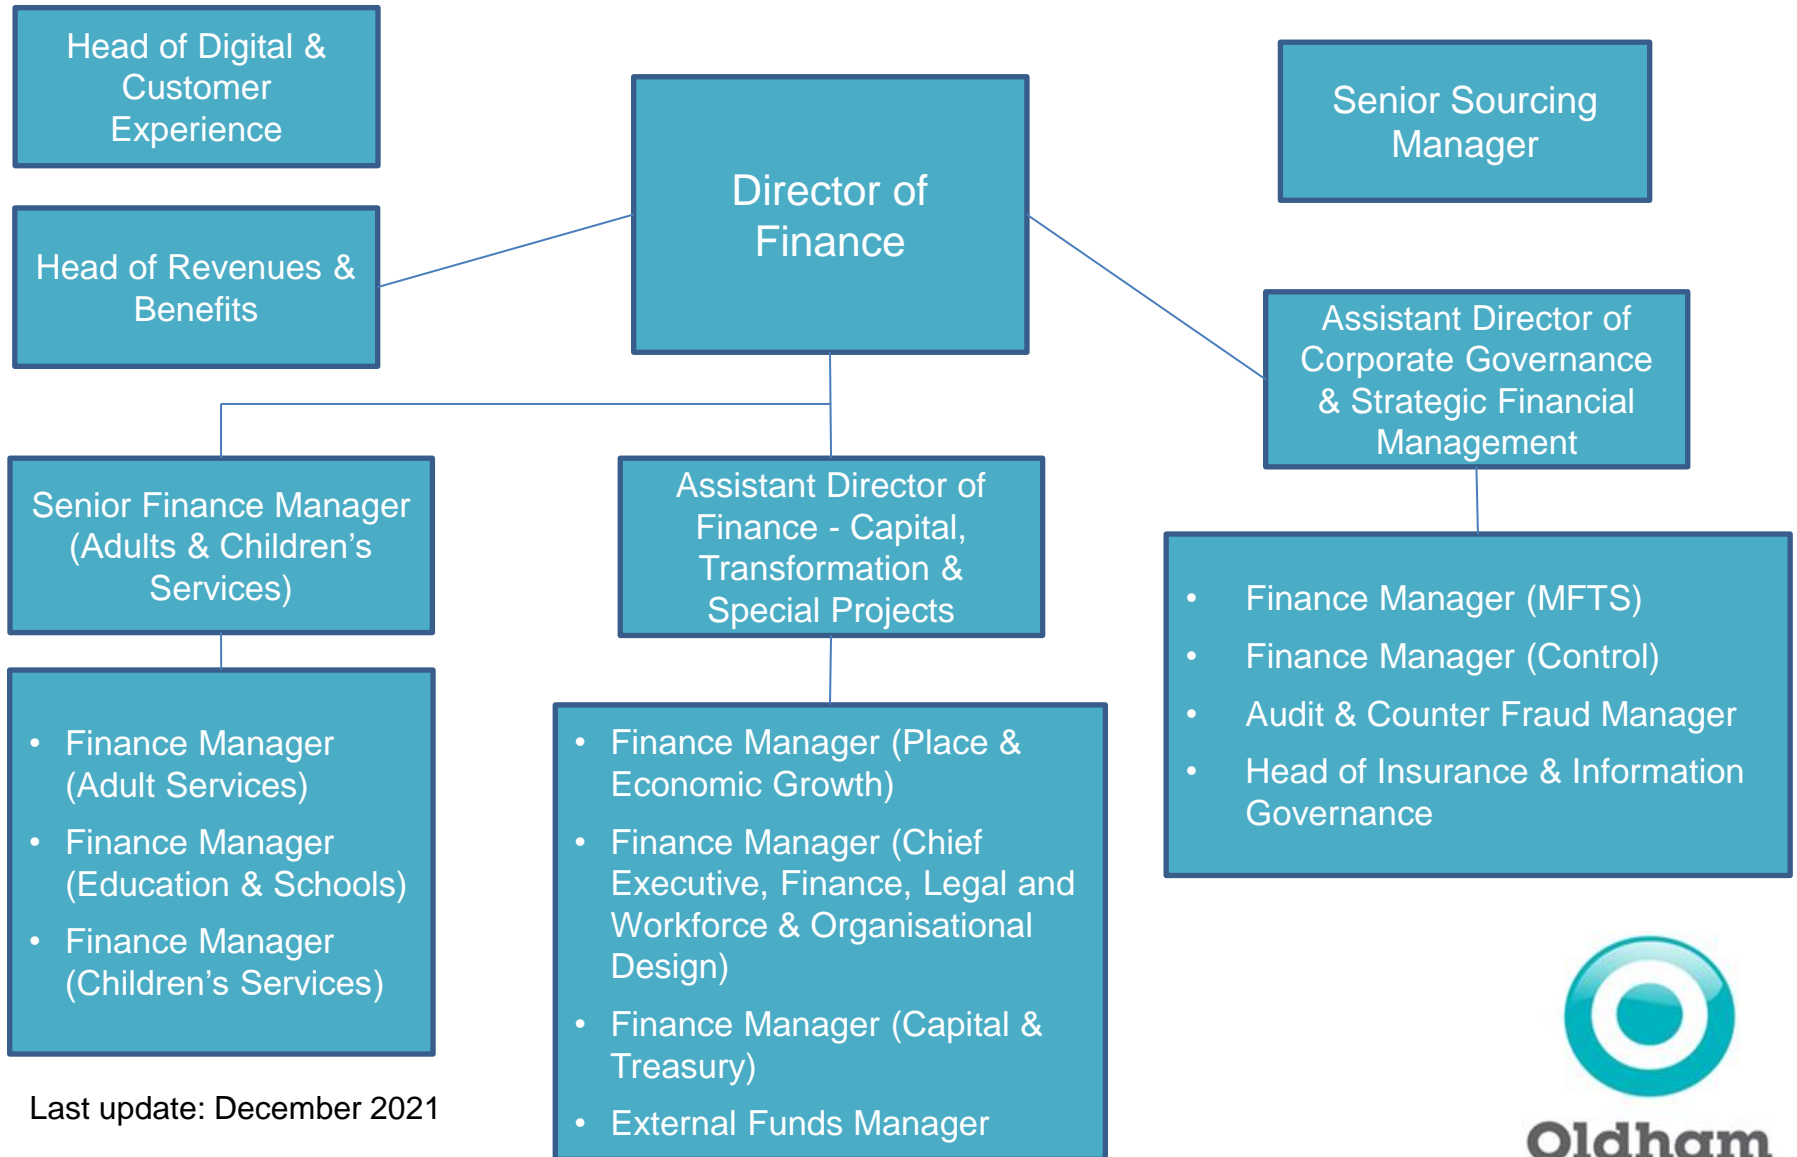 Head of Digital &
Customer
Experience
Director of
Finance
Senior Sourcing
Manager
Head of Revenues &
Benefits
Assistant Director of
Corporate Governance
& Strategic Financial
Management
Senior Finance Manager
(Adults & Children’s
Services)
Assistant Director of
Finance - Capital,
Transformation &
Special Projects
• Finance Manager
(Adult Services)
• Finance Manager
(Education & Schools)
• Finance Manager
(Children’s Services)
• Finance Manager (Place &
Economic Growth)
• Finance Manager (Chief
Executive, Finance, Legal and
Workforce & Organisational
Design)
• Finance Manager (Capital &
Treasury)
• External Funds Manager
• Finance Manager (MFTS)
• Finance Manager (Control)
• Audit & Counter Fraud Manager
• Head of Insurance & Information
Governance
Last update: December 2021
Oldham